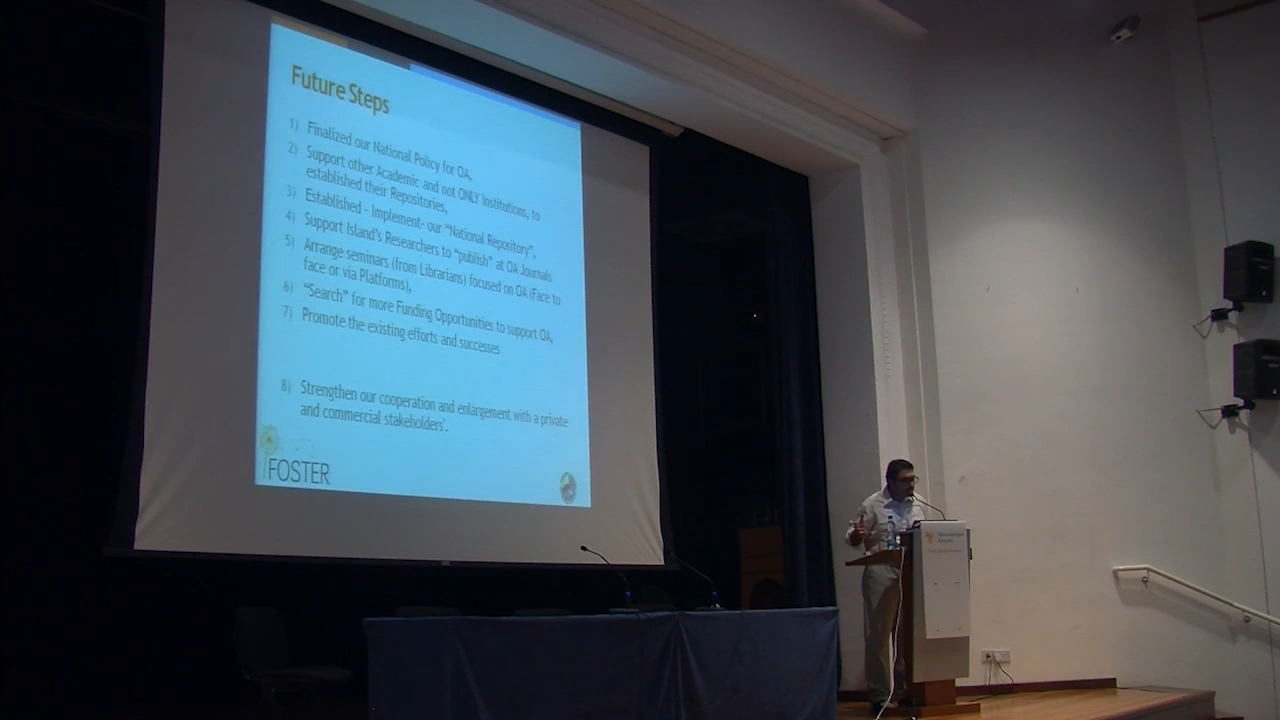 Future Steps
1) Finalized our National Policy for OA,
2) Support other Academic and not ONLY Institutions, to
established their Repositories,
3) Established - Implement- our "National Repository",
4) Support Island's Researchers to "publish" at OA Journals
5) Arrange seminars (from Librarians) focused on OA (Face to
face or via Platforms),
6) "Search" for more Funding Opportunities to support OA,
7) Promote the existing efforts and successes
8) Strengthen our cooperation and enlargement with a private
and commercial stakeholders'.
FOSTER